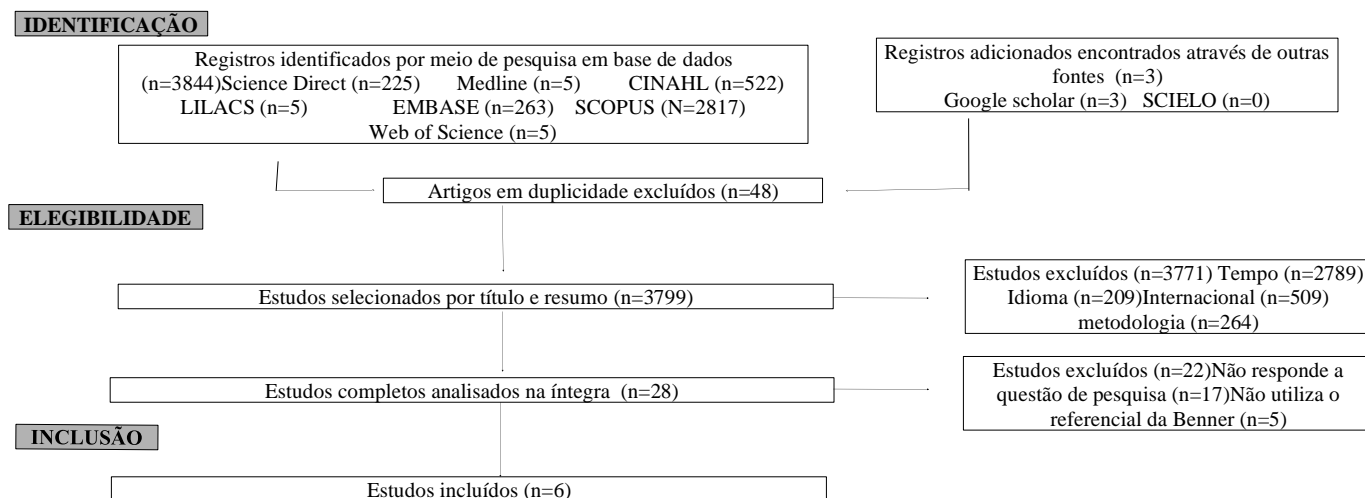 IDENTIFICAÇÃO
Registros identificados por meio de pesquisa em base de dados
(n=3844)Science Direct (n=225) Medline (n=5) CINAHL (n=522)
LILACS (n=5) EMBASE (n=263) SCOPUS (N=2817)
Web of Science (n=5)
Registros adicionados encontrados através de outras
fontes (n=3)
Google scholar (n=3) SCIELO (n=0)
Artigos em duplicidade excluídos (n=48)
ELEGIBILIDADE
Estudos selecionados por título e resumo (n=3799)
Estudos excluídos (n=3771) Tempo (n=2789)
Idioma (n=209)Internacional (n=509)
metodologia (n=264)
Estudos completos analisados na íntegra (n=28)
Estudos excluídos (n=22)Não responde a
questão de pesquisa (n=17)Não utiliza o
referencial da Benner (n=5)
INCLUSÃO
Estudos incluídos (n=6)